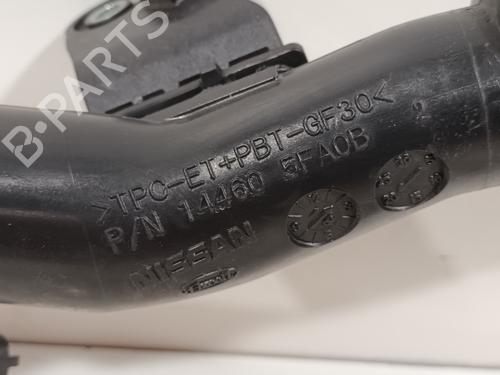 B-PARTS
>TPC-ET+PBT-GF30<
P/N 14460 5FA0B
NISSAN